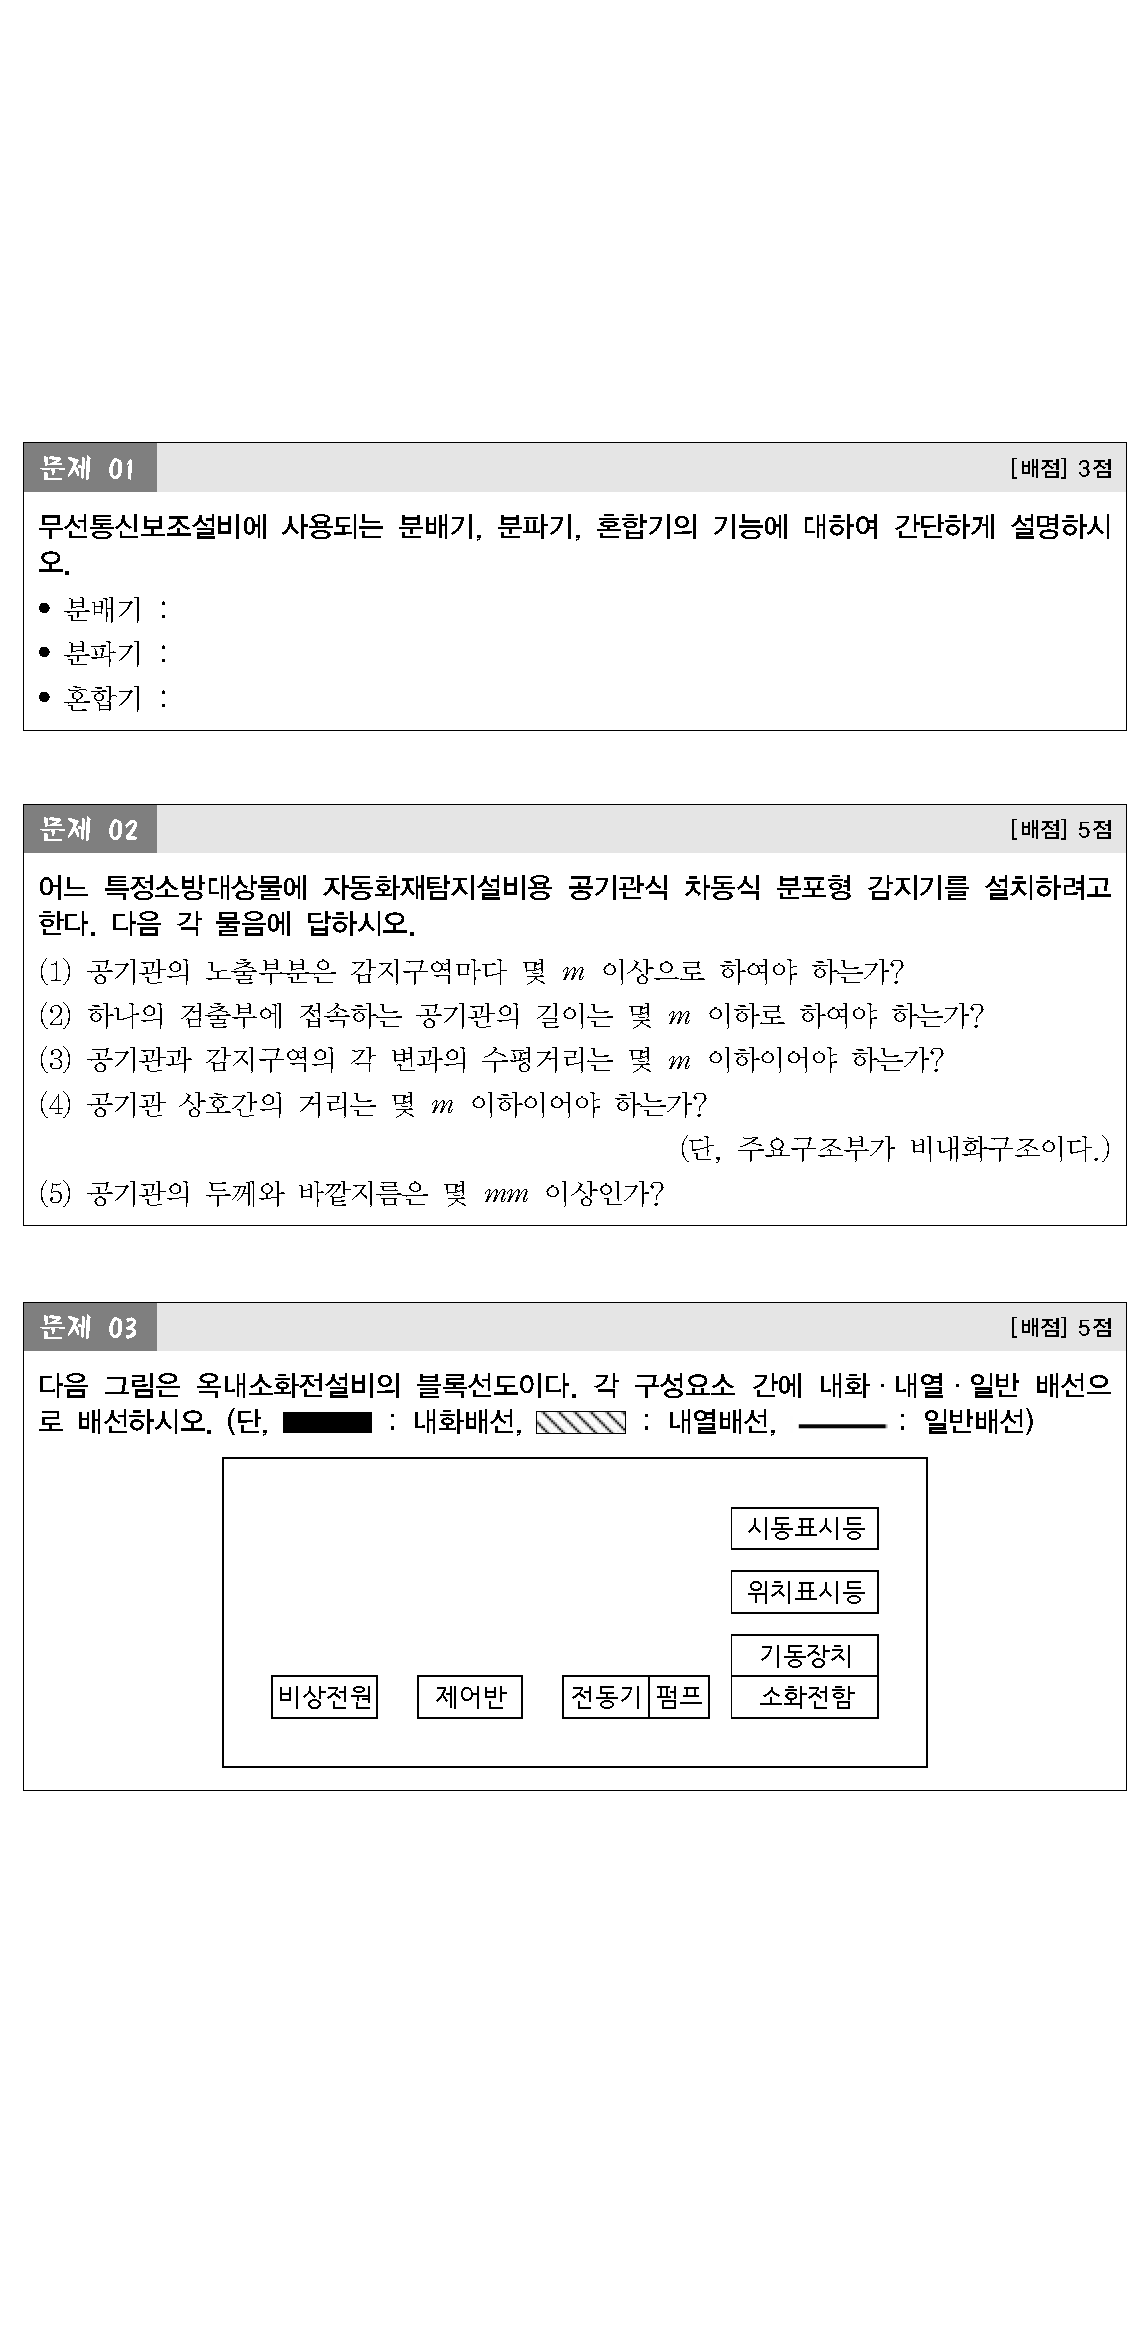 문제 01 [배점] 3점
무선통신보조설비에 사용되는 분배기, 분파기, 혼합기의 기능에 대하여 간단하게 설명하시
오.
● 분배기 :
● 분파기 :
● 혼합기 :
문제 02 [배점] 5점
어느 특정소방대상물에 자동화재탐지설비용 공기관식 차동식 분포형 감지기를 설치하려고
한다. 다음 각 물음에 답하시오.
(1) 공기관의 노출부분은 감지구역마다 몇 m 이상으로 하여야 하는가?
(2) 하나의 검출부에 접속하는 공기관의 길이는 몇 m 이하로 하여야 하는가?
(3) 공기관과 감지구역의 각 변과의 수평거리는 몇 m 이하이어야 하는가?
(4) 공기관 상호간의 거리는 몇 m 이하이어야 하는가?
(단, 주요구조부가 비내화구조이다.)
(5) 공기관의 두께와 바깥지름은 몇 mm 이상인가?
문제 03 [배점] 5점
다음 그림은 옥내소화전설비의 블록선도이다. 각 구성요소 간에 내화·내열·일반 배선으
로 배선하시오. (단, : 내화배선, : 내열배선, : 일반배선)
시동표시등
위치표시등
기동장치
비상전원 제어반 전동기 펌프 소화전함